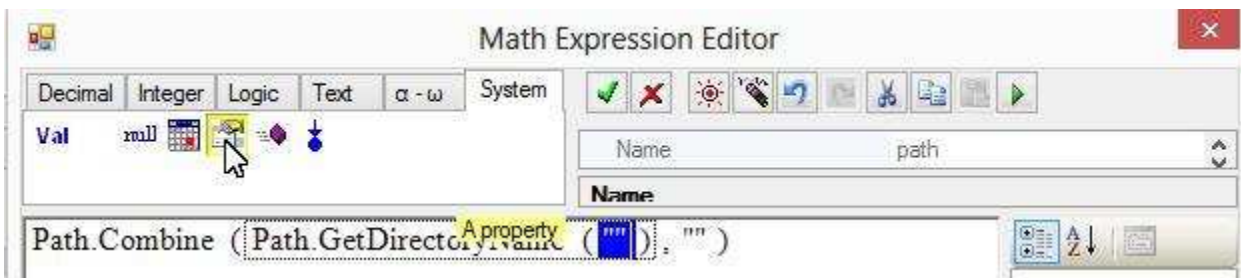 Math Expression Editor
Decimal Integer Logic Text α - ω System
Val null
Name path
Name
A property
Path.Combine ( Path.GetDirectoryName ( "" ) , "" )
A Z